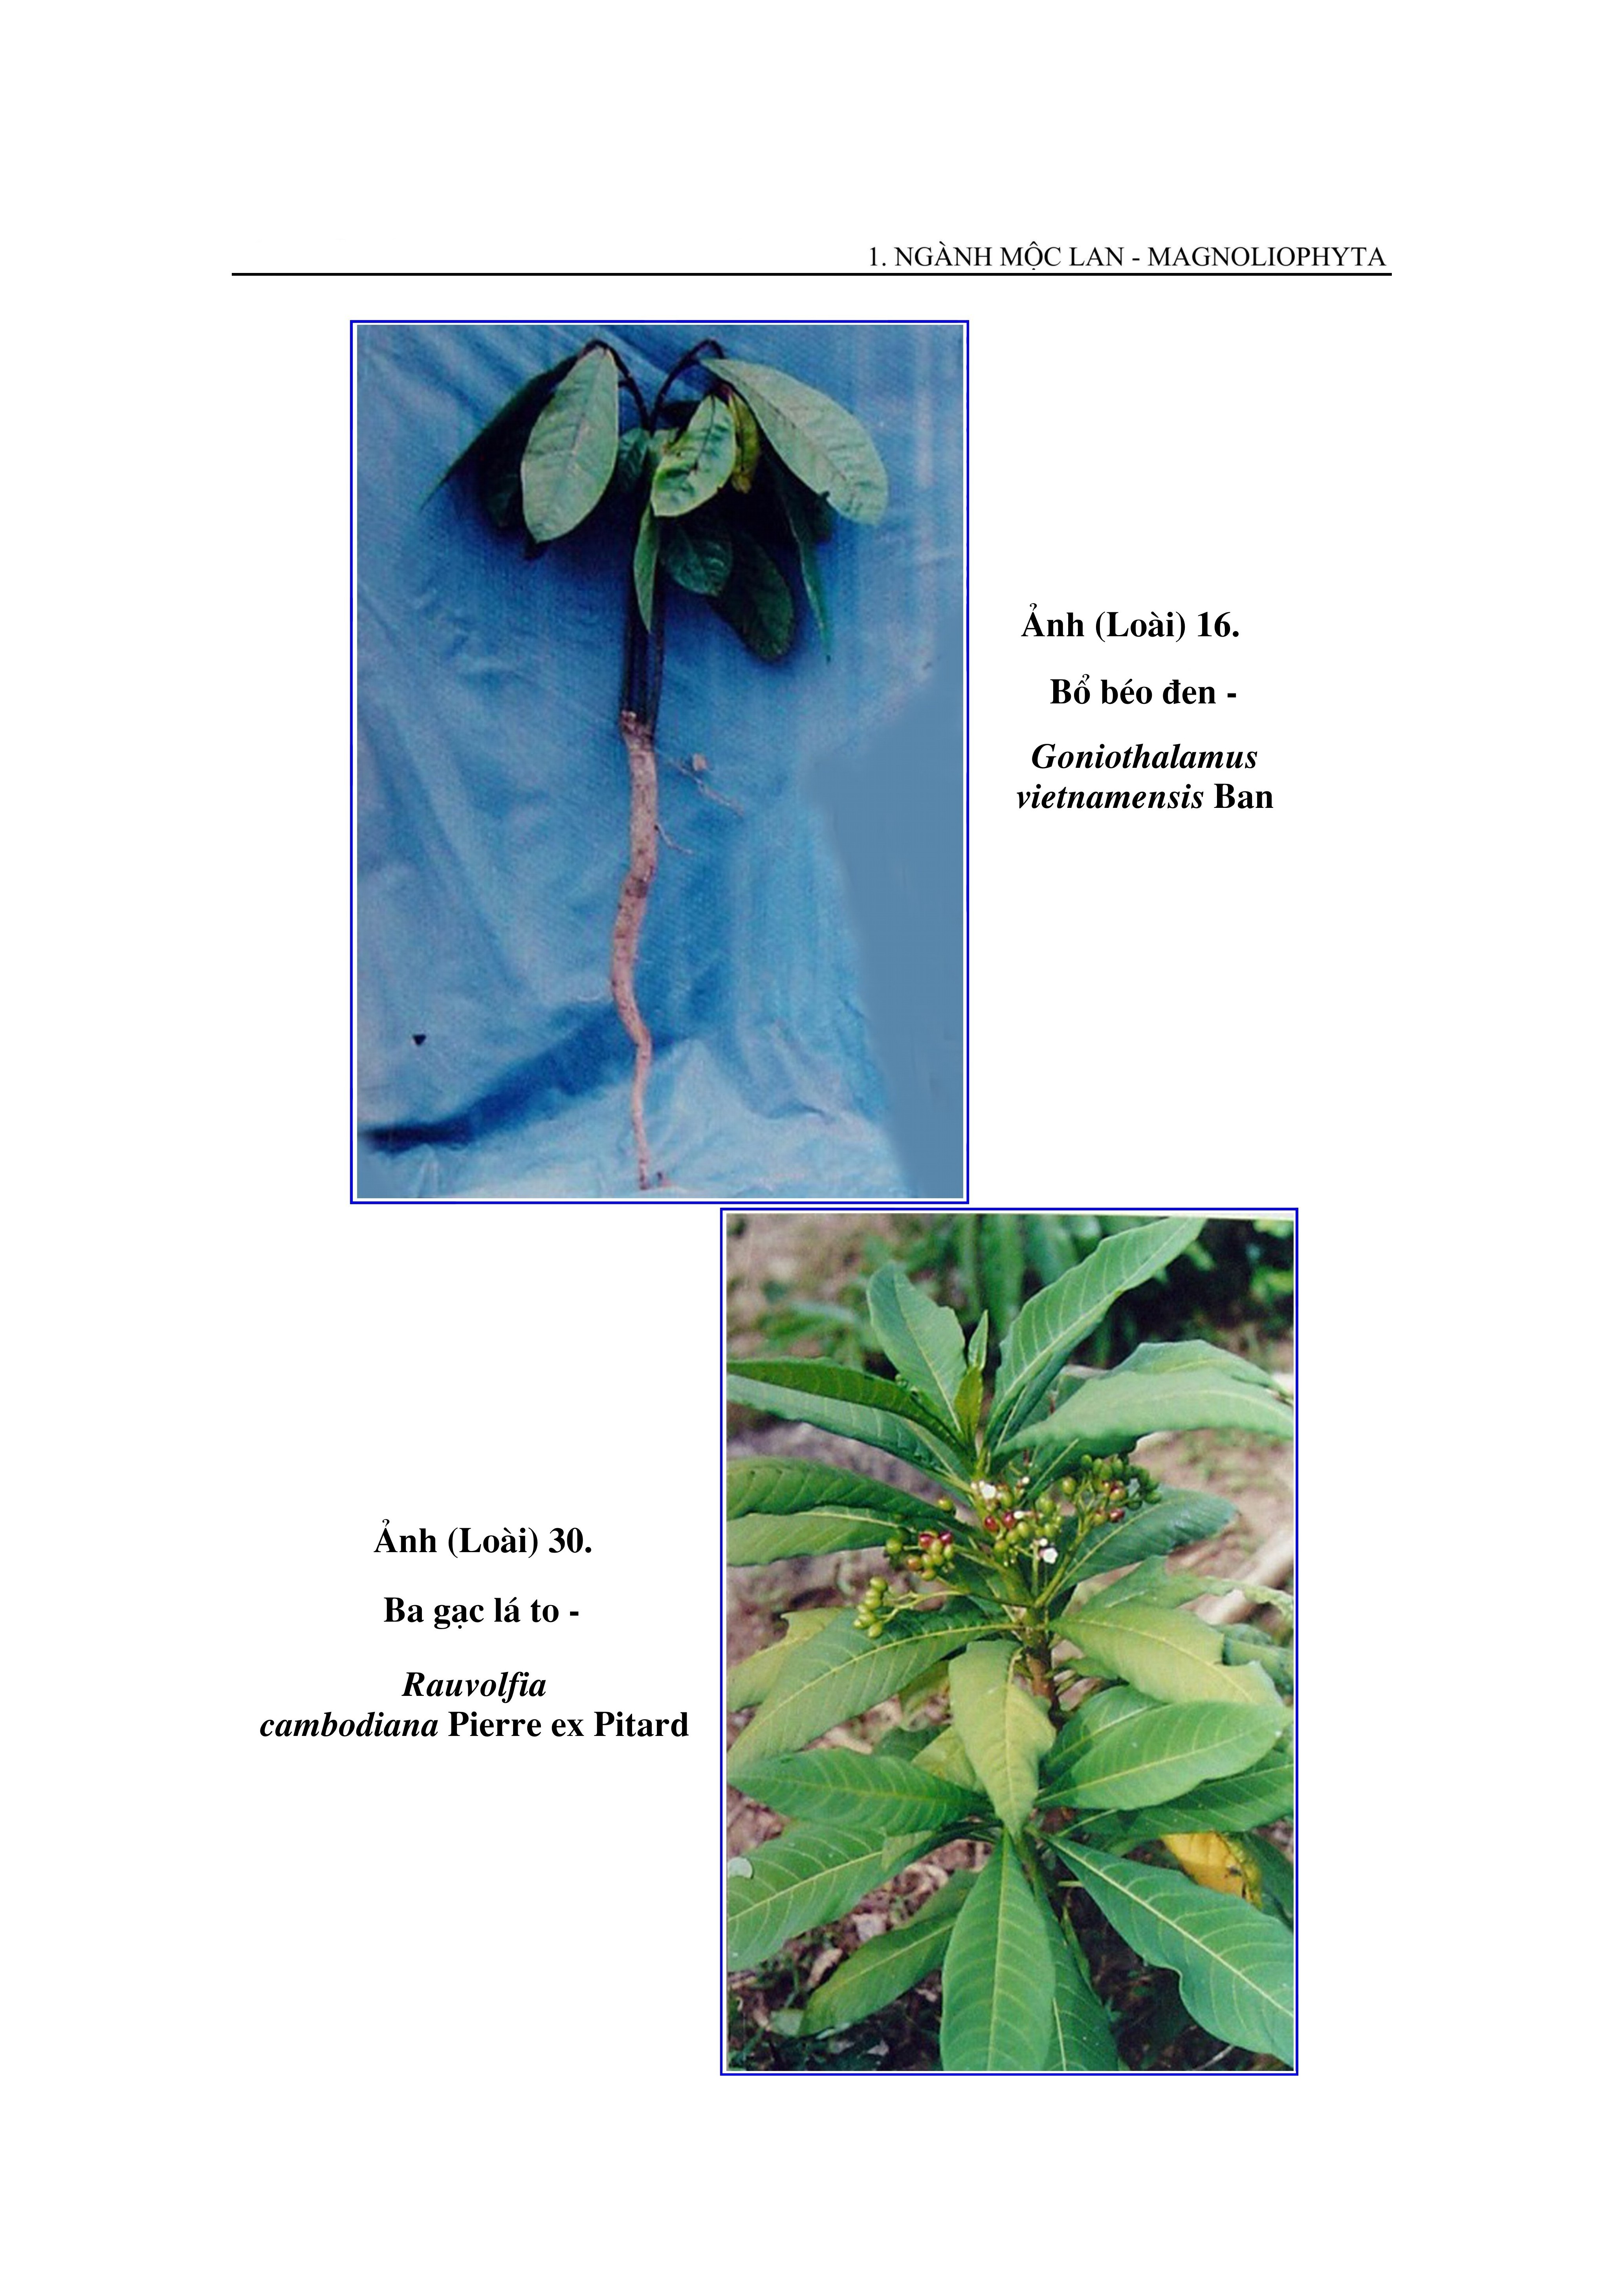 1. NGÀNH MỘC LAN - MAGNOLIOPHYTA
Ảnh (Loài) 16.
Bổ béo đen -
Goniothalamus
vietnamensis Ban
Ảnh (Loài) 30.
Ba gạc lá to -
Rauvolfia
cambodiana Pierre ex Pitard